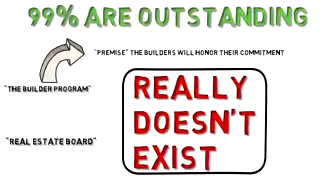 99% ARE OUTSTANDING
"PREMISE" THE BUILDERS WILL HONOR THEIR COMMITMENT
"THE BUILDER PROGRAM"
REALLY
DOESN'T
EXIST
"REAL ESTATE BOARD"